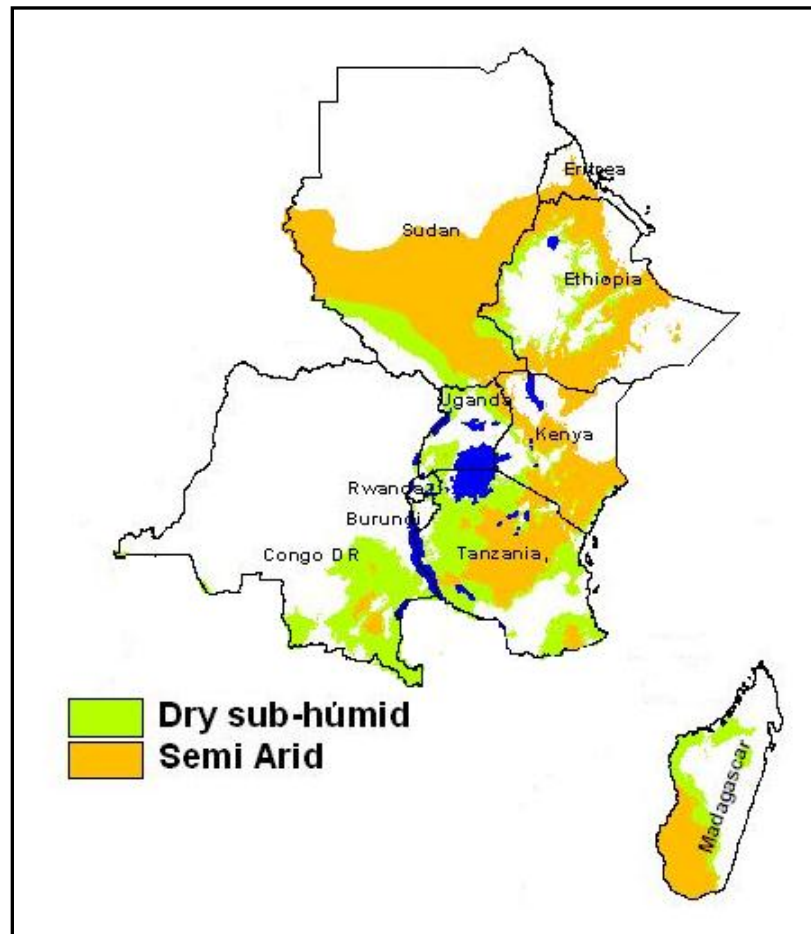 Eritrea
Sudan
Ethiopia
Uganda
Kenya
Rwanda
Burundi
Congo DR
Tanzania
Dry sub-húmid
Semi Arid
Madagascar